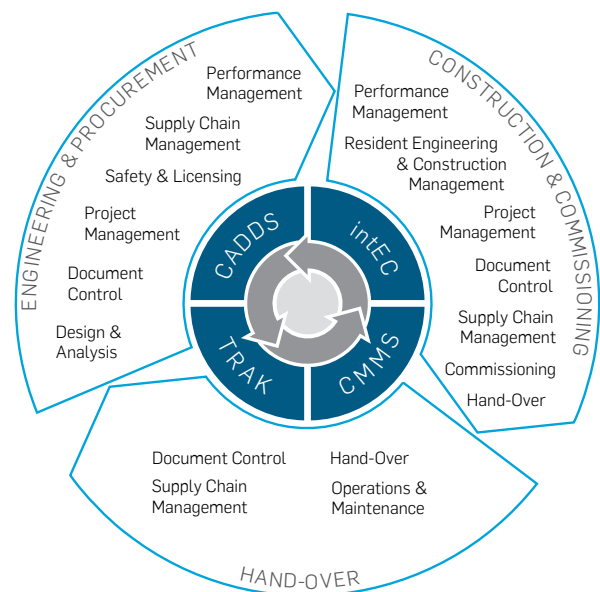 ENGINEERING & PROCUREMENT
Performance
Management
Supply Chain
Management
Safety & Licensing
Project
Management
Document
Control
Design &
Analysis
CONSTRUCTION & COMMISSIONING
Performance
Management
Resident Engineering
& Construction
Management
Project
Management
Document
Control
Supply Chain
Management
Commissioning
Hand-Over
CADDS
intEC
TRAK
CMMS
Document Control
Supply Chain
Management
Hand-Over
Operations &
Maintenance
HAND-OVER